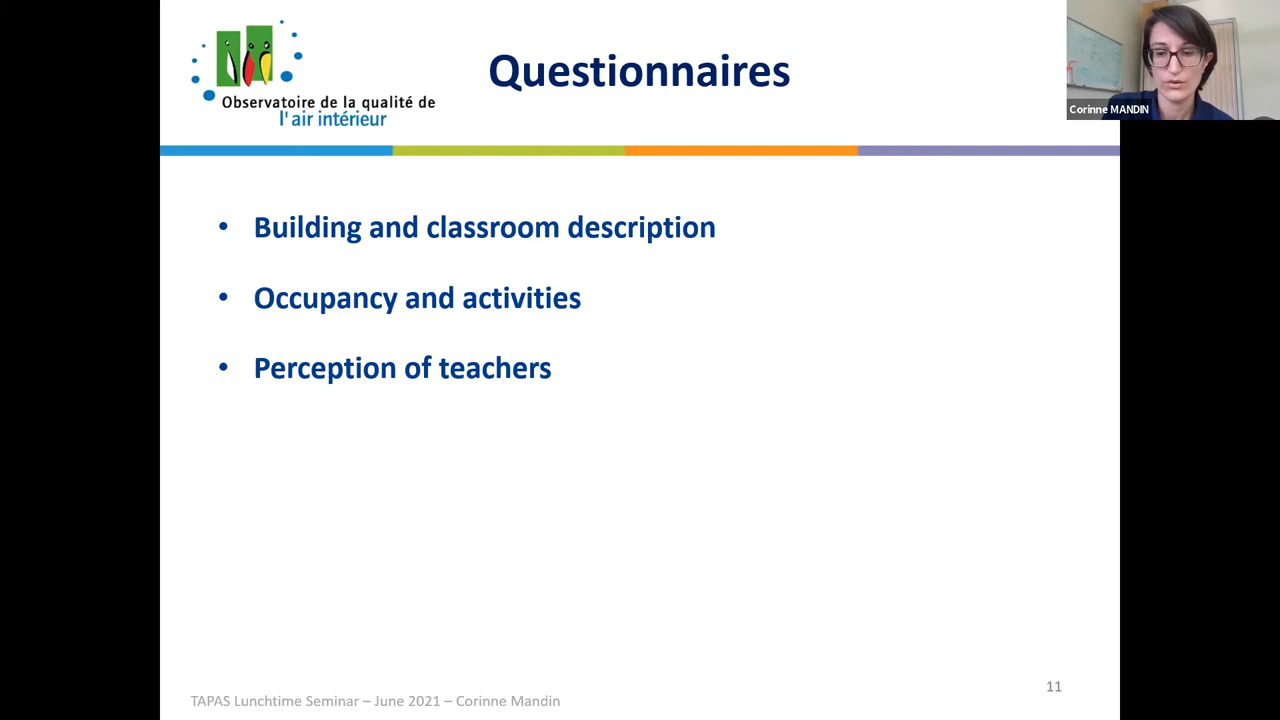 Observatoire de la qualité de
l'air intérieur
Questionnaires
Corinne MANDIN
• Building and classroom description
• Occupancy and activities
• Perception of teachers
TAPAS Lunchtime Seminar – June 2021 – Corinne Mandin
11